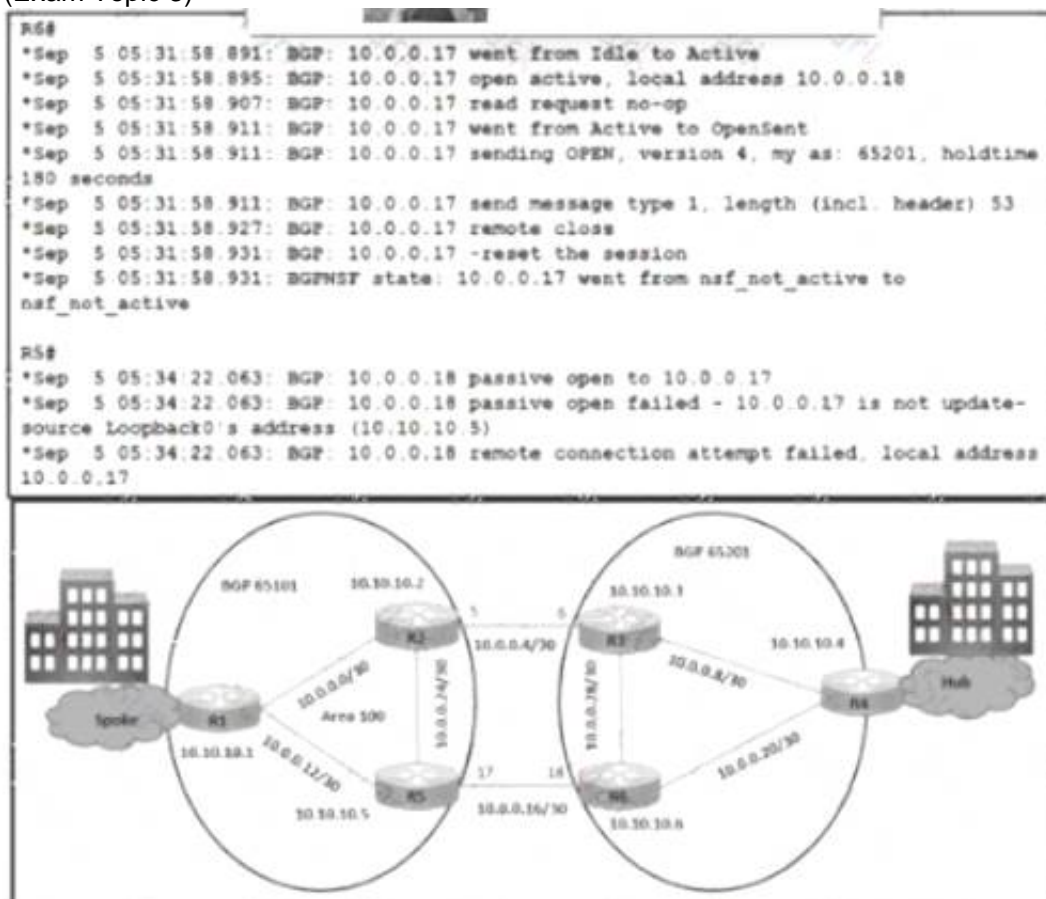 (Exam Topic 3)
R6#
*Sep 5 05:31:58.891: BGP: 10.0.0.17 went from Idle to Active
*Sep 5 05:31:58.895: BGP: 10.0.0.17 open active, local address 10.0.0.18
*Sep 5 05:31:58.907: BGP: 10.0.0.17 read request no-op
*Sep 5 05:31:58.911: BGP: 10.0.0.17 went from Active to OpenSent
*Sep 5 05:31:58.911: BGP: 10.0.0.17 sending OPEN, version 4, my as: 65201, holdtime
180 seconds
*Sep 5 05:31:58.911: BGP: 10.0.0.17 send message type 1, length (incl. header) 53
*Sep 5 05:31:58.927: BGP: 10.0.0.17 remote close
*Sep 5 05:31:58.931: BGP: 10.0.0.17 -reset the session
*Sep 5 05:31:58.931: BGPNSF state: 10.0.0.17 went from nsf_not_active to
nsf_not_active
R5#
*Sep 5 05:34:22.063: BGP: 10.0.0.18 passive open to 10.0.0.17
*Sep 5 05:34:22.063: BGP: 10.0.0.18 passive open failed - 10.0.0.17 is not update-
source Loopback0's address (10.10.10.5)
*Sep 5 05:34:22.063: BGP: 10.0.0.18 remote connection attempt failed, local address
10.0.0.17
BGP 65101
BGP 65201
10.10.10.2
10.10.10.3
5
6
R2
10.0.0.4/30
R3
10.10.10.4
10.0.0.0/30
10.0.0.24/30
10.0.0.28/30
10.0.0.8/30
Spoke
R1
Area 100
R4
Hub
10.10.10.1
10.0.0.12/30
10.0.0.20/30
17
18
R5
10.0.0.16/30
R6
10.10.10.5
10.10.10.6